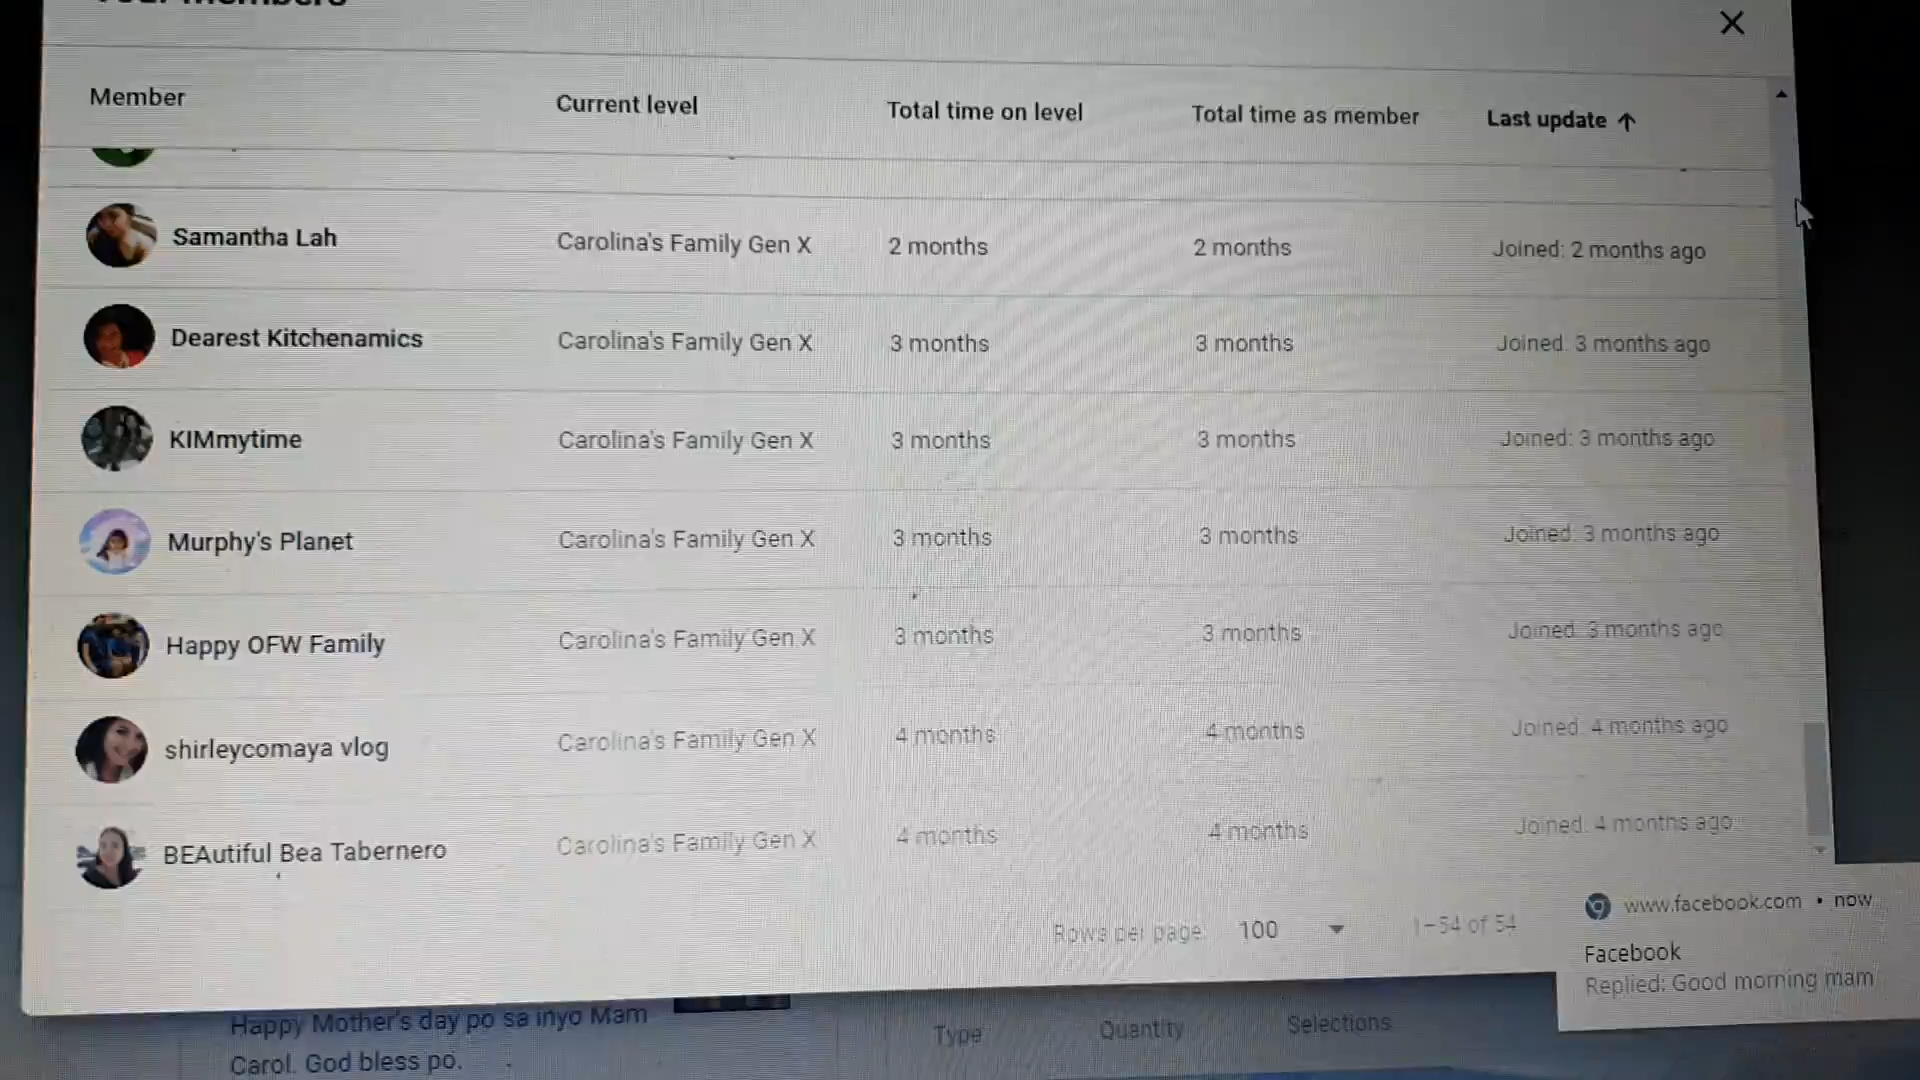 Your members
Member Current level Total time on level Total time as member Last update ↑
Samantha Lah Carolina's Family Gen X 2 months 2 months Joined: 2 months ago
Dearest Kitchenamics Carolina's Family Gen X 3 months 3 months Joined: 3 months ago
KIMmytime Carolina's Family Gen X 3 months 3 months Joined: 3 months ago
Murphy's Planet Carolina's Family Gen X 3 months 3 months Joined: 3 months ago
Happy OFW Family Carolina's Family Gen X 3 months 3 months Joined: 3 months ago
shirleycomaya vlog Carolina's Family Gen X 4 months 4 months Joined: 4 months ago
BEAutiful Bea Tabernero Carolina's Family Gen X 4 months 4 months Joined: 4 months ago
Rows per page: 100 1–54 of 54
www.facebook.com • now
Facebook
Replied: Good morning mam
Happy Mother's day po sa inyo Mam
Carol. God bless po.
Type Quantity Selections